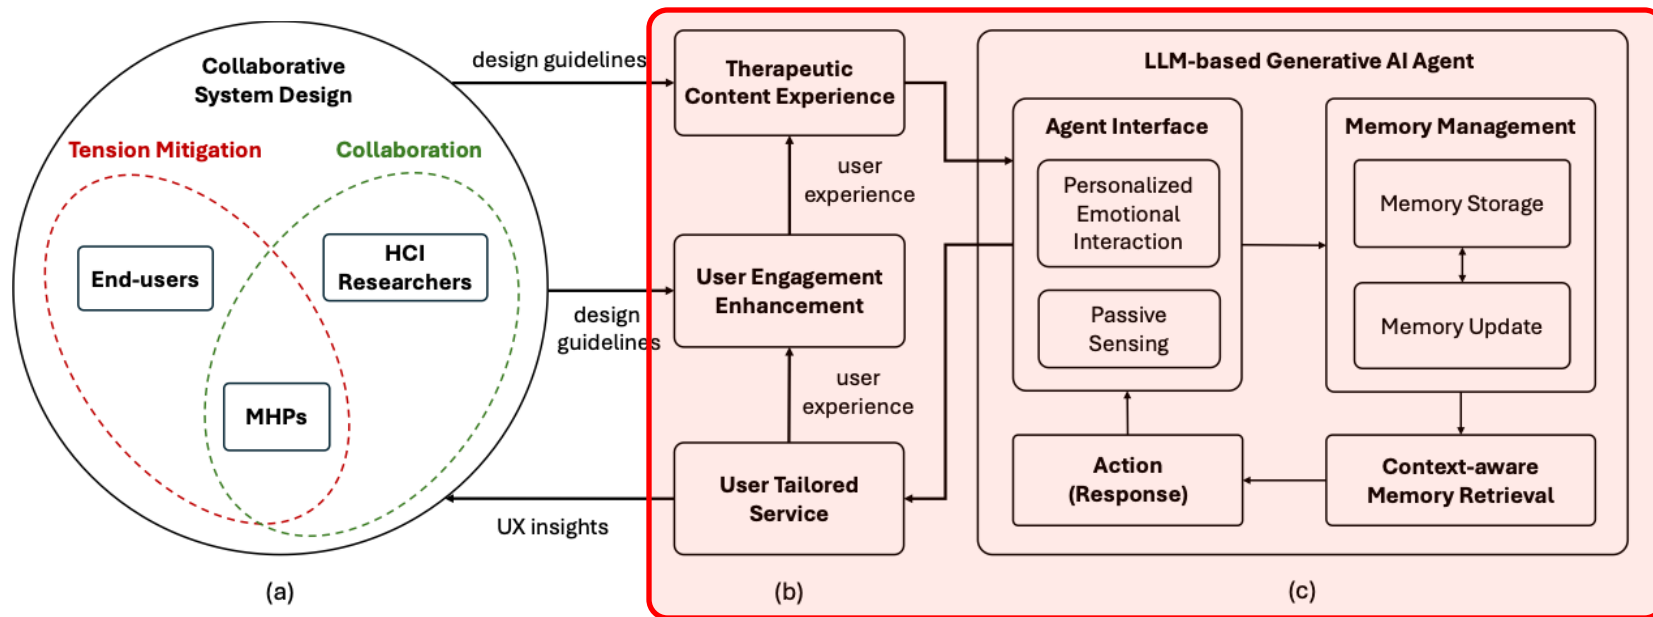 Collaborative
System Design
Tension Mitigation
Collaboration
End-users
HCI
Researchers
MHPs
(a)
design guidelines
design
guidelines
UX insights
Therapeutic
Content Experience
user
experience
User Engagement
Enhancement
user
experience
User Tailored
Service
(b)
LLM-based Generative AI Agent
Agent Interface
Personalized
Emotional
Interaction
Passive
Sensing
Memory Management
Memory Storage
Memory Update
Action
(Response)
Context-aware
Memory Retrieval
(c)